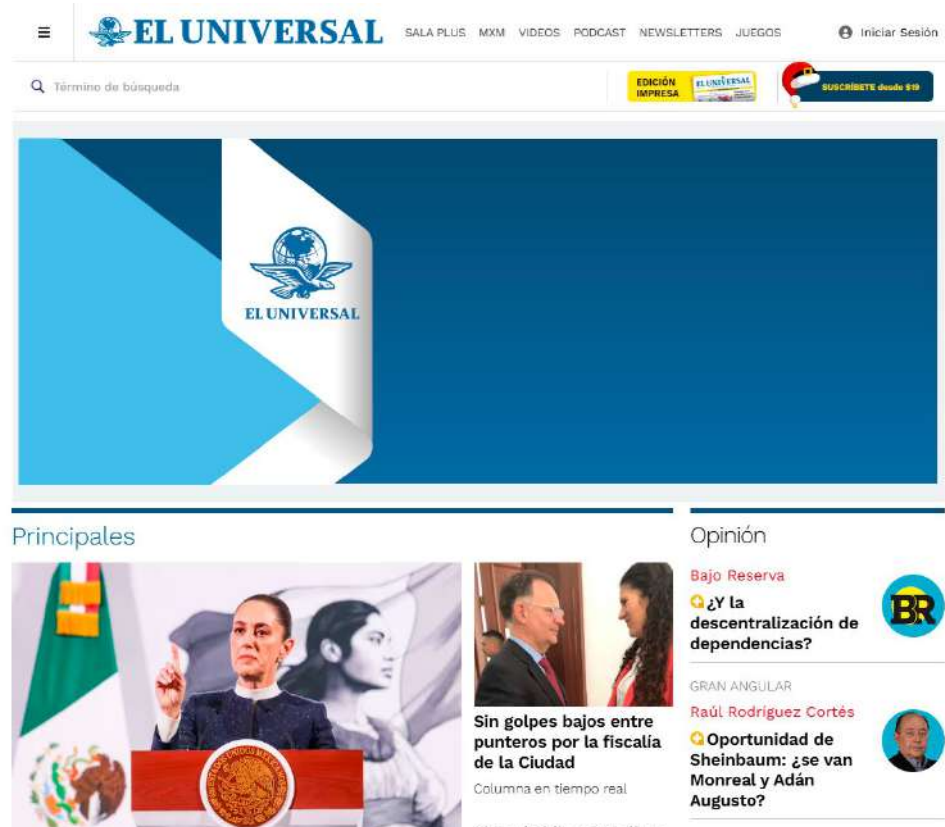 EL UNIVERSAL
SALA PLUS MXM VIDEOS PODCAST NEWSLETTERS JUEGOS
Iniciar Sesión
Término de búsqueda
EDICIÓN
IMPRESA
EL UNIVERSAL
SUSCRÍBETE desde $19
EL UNIVERSAL
Principales
Sin golpes bajos entre
punteros por la fiscalía
de la Ciudad
Columna en tiempo real
Opinión
Bajo Reserva
¿Y la
descentralización de
dependencias?
BR
GRAN ANGULAR
Raúl Rodríguez Cortés
Oportunidad de
Sheinbaum: ¿se van
Monreal y Adán
Augusto?